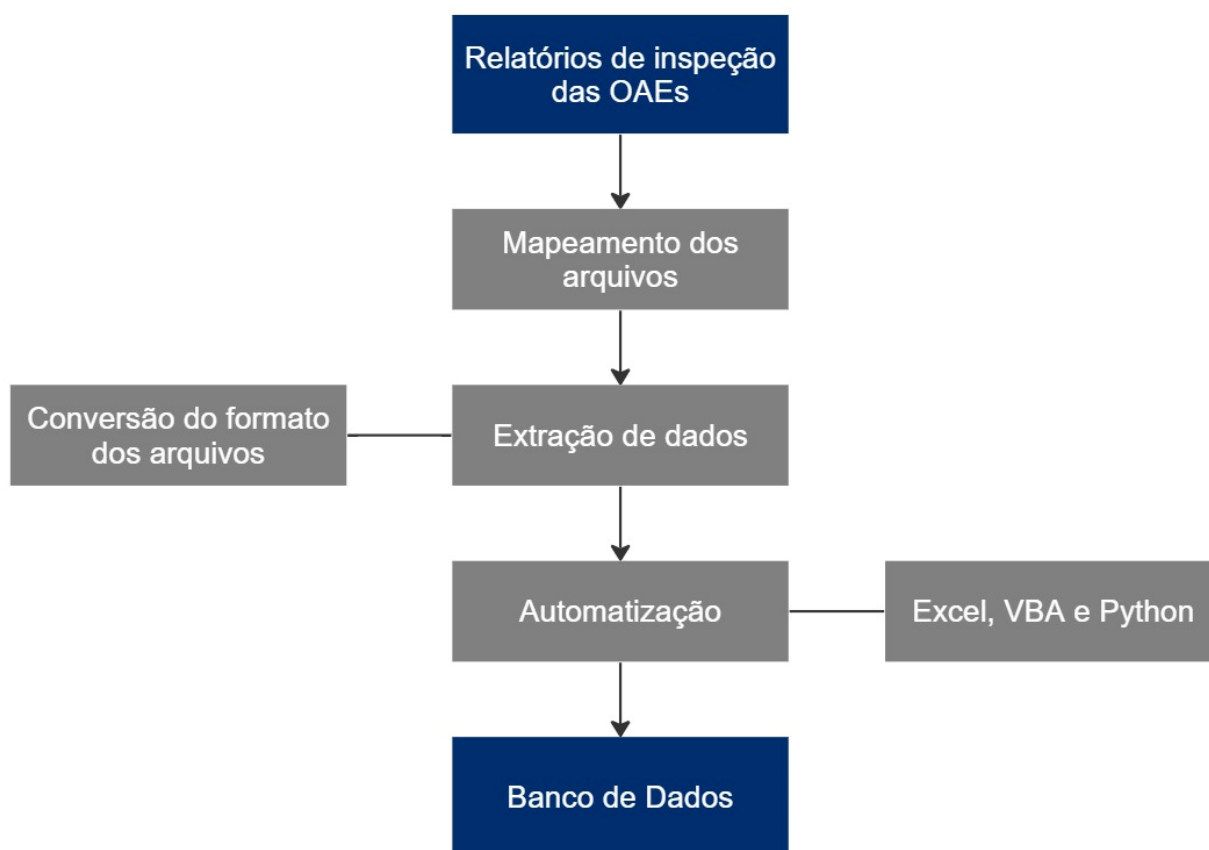 Relatórios de inspeção
das OAEs
Mapeamento dos
arquivos
Conversão do formato
dos arquivos
Extração de dados
Automatização
Excel, VBA e Python
Banco de Dados